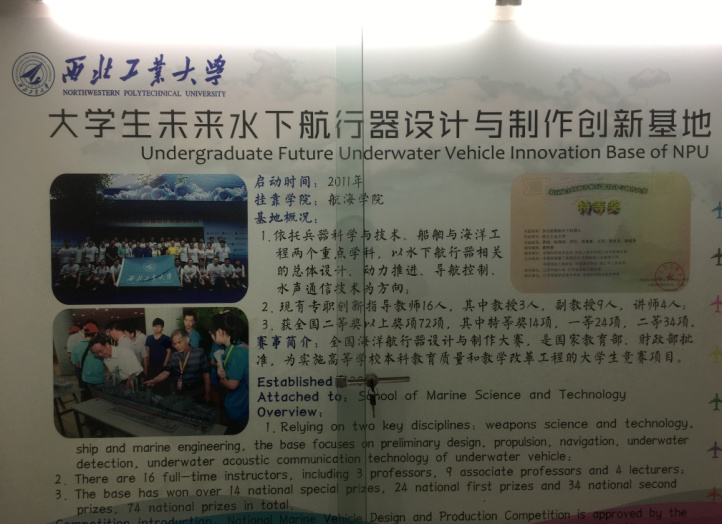 西北工业大学
NORTHWESTERN POLYTECHNICAL UNIVERSITY
大学生未来水下航行器设计与制作创新基地
Undergraduate Future Underwater Vehicle Innovation Base of NPU
启动时间：2011年
挂靠学院：航海学院
基地概况：
1.依托兵器科学与技术、船舶与海洋工
程两个重点学科，以水下航行器相关
的总体设计、动力推进、导航控制、
水声通信技术为方向；
2.现有专职创新指导教师16人，其中教授3人，副教授9人，讲师4人；
3.获全国二等奖以上奖项72项，其中特等奖14项，一等24项，二等34项。
赛事简介：全国海洋航行器设计与制作大赛，是国家教育部、财政部批
准，为实施高等学校本科教育质量和教学改革工程的大学生竞赛项目。
特等奖
西北工业大学
Established
Attached to: School of Marine Science and Technology
Overview:
1. Relying on two key disciplines: weapons science and technology,
ship and marine engineering, the base focuses on preliminary design, propulsion, navigation, underwater
detection, underwater acoustic communication technology of underwater vehicle;
2. There are 16 full-time instructors, including 3 professors, 9 associate professors and 4 lecturers;
3. The base has won over 14 national special prizes, 24 national first prizes and 34 national second
prizes, 74 national prizes in total.
Competition introduction: National Marine Vehicle Design and Production Competition is approved by the